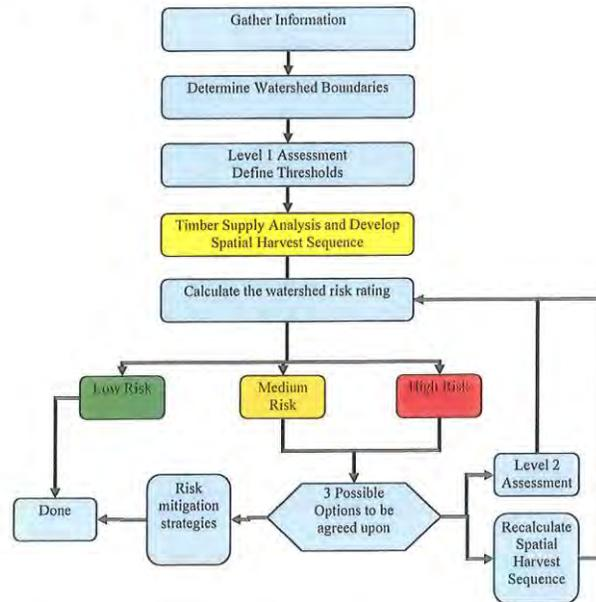 Gather Information
Determine Watershed Boundaries
Level 1 Assessment
Define Thresholds
Timber Supply Analysis and Develop
Spatial Harvest Sequence
Calculate the watershed risk rating
Low Risk
Medium
Risk
High Risk
Done
Risk
mitigation
strategies
3 Possible
Options to be
agreed upon
Level 2
Assessment
Recalculate
Spatial
Harvest
Sequence